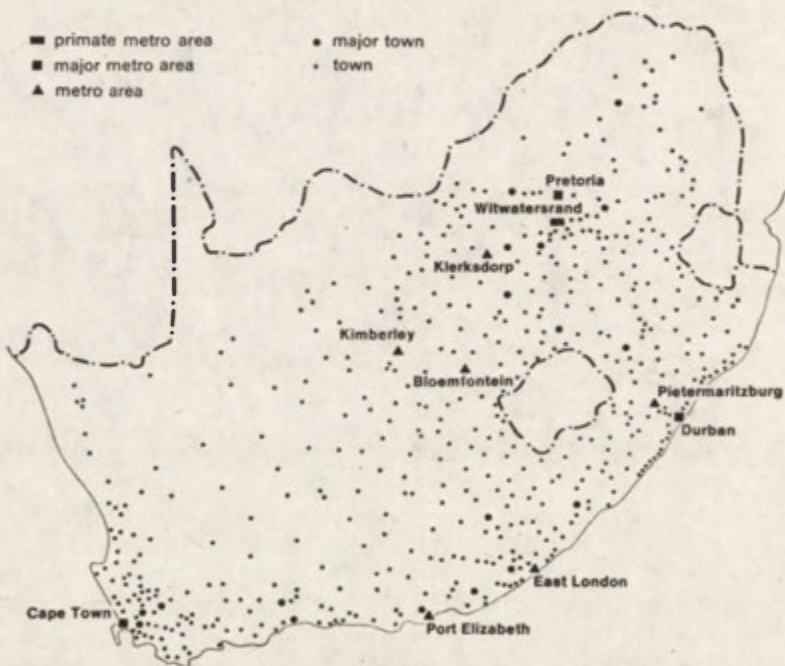 primate metro area
major metro area
metro area
major town
town
Pretoria
Witwatersrand
Klerksdorp
Kimberley
Bloemfontein
Pietermaritzburg
Durban
East London
Cape Town
Port Elizabeth